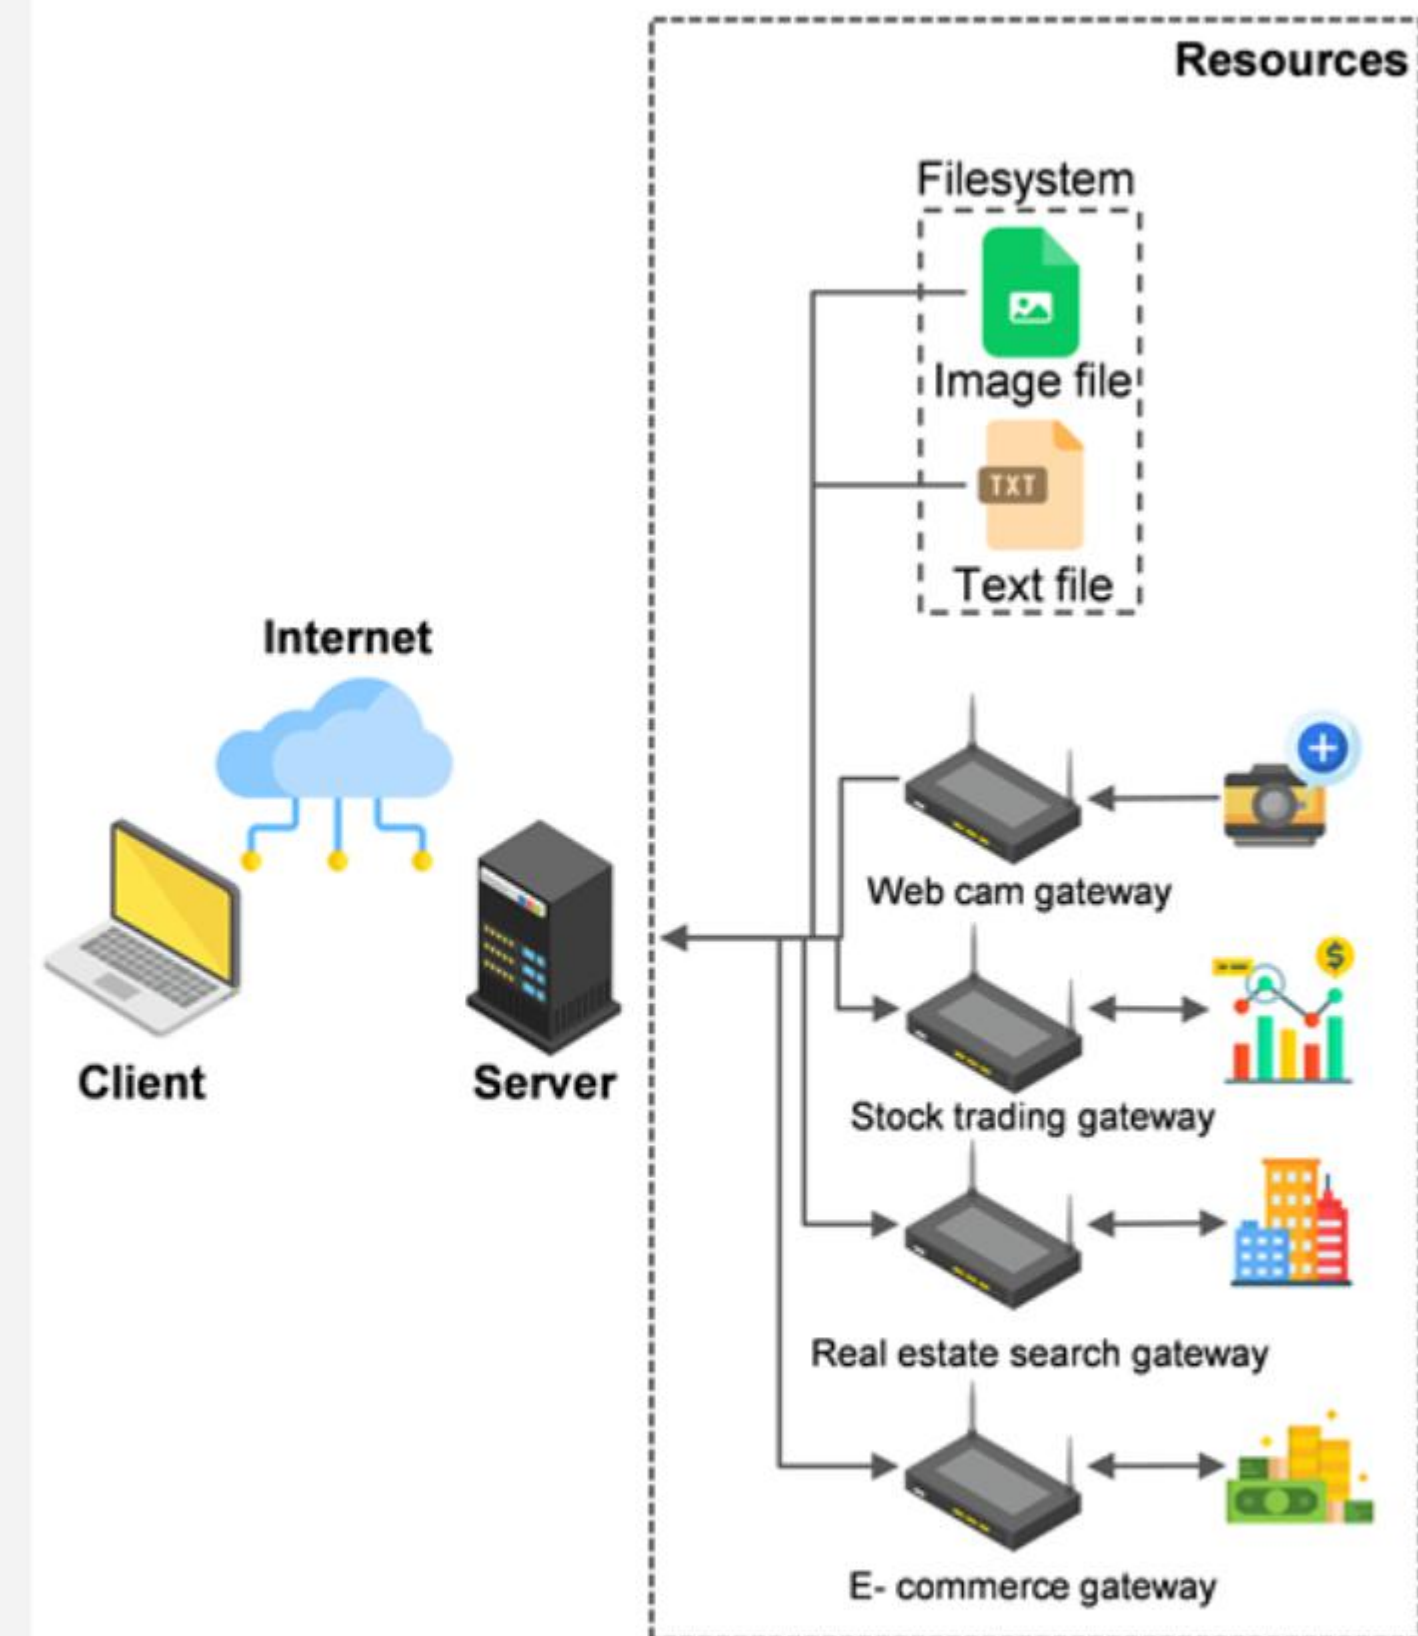 Resources
Filesystem
Image file
TXT
Text file
Internet
Client
Server
Web cam gateway
$
Stock trading gateway
Real estate search gateway
E- commerce gateway